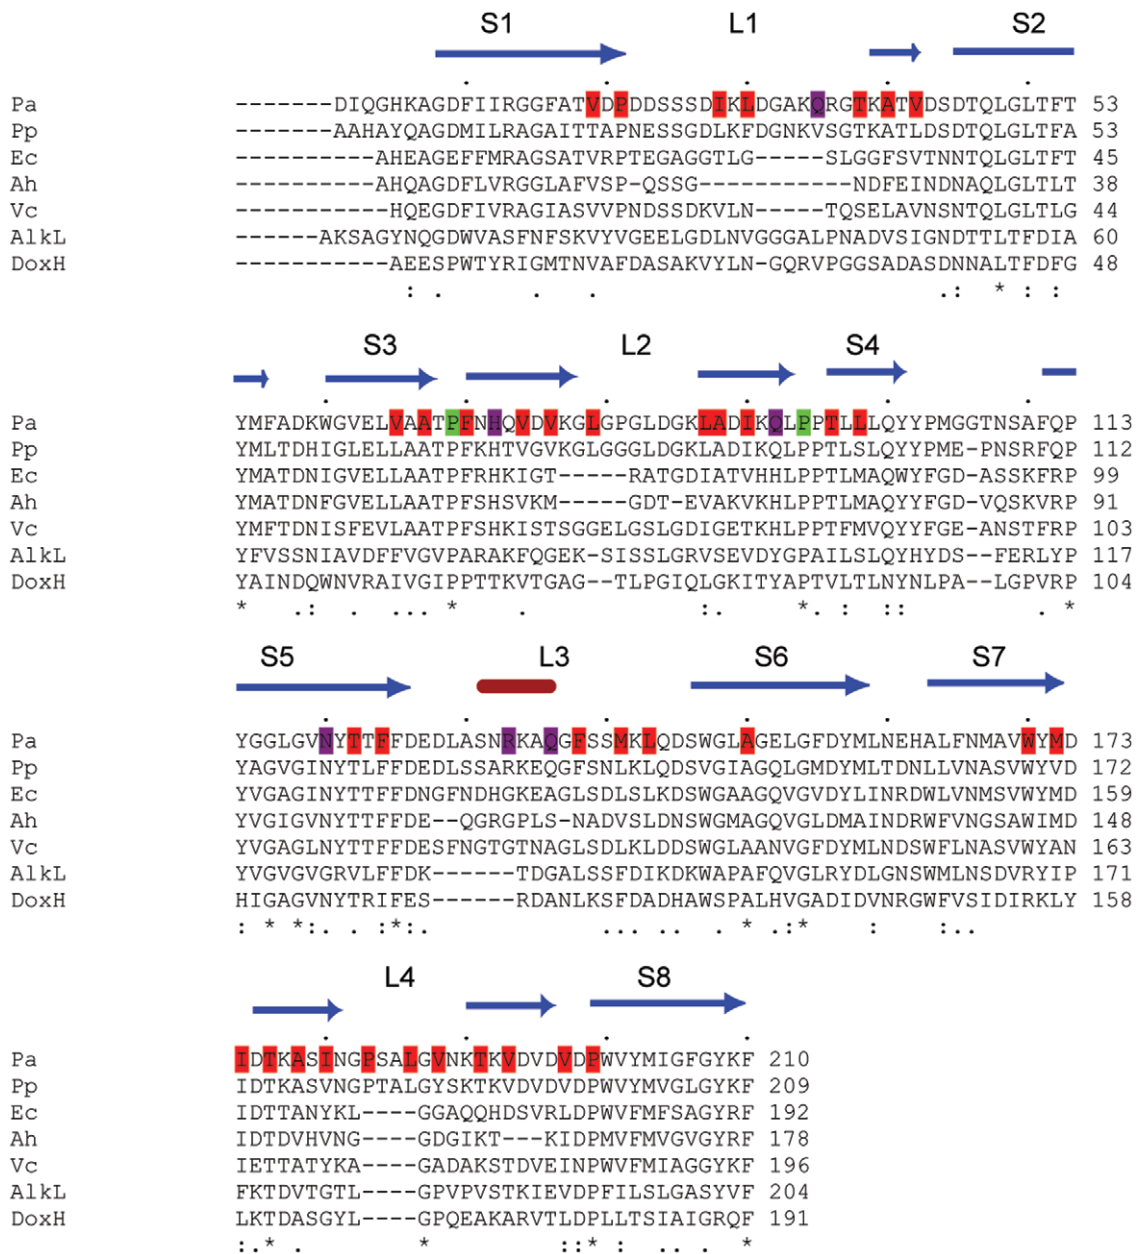 S1 L1 S2
Pa -------DIQGHKAGDFIIRGGFATVDPDDSSSDIKLDGAKQRGTKATVDSDTQLGLTFT 53
Pp -------AAHAYQAGDMILRAGAITTAPNESSGDLKFDGNKVSGTKATLDSDTQLGLTFA 53
Ec ----------AHEAGEFFMRAGSATVRPTEGAGGTLG-----SLGGFSVTNNTQLGLTFT 45
Ah ----------AHQAGDFLVRGGLAFVSP-QSSG-----------NDFEINDNAQLGLTLT 38
Vc -----------HQEGDFIVRAGIASVVPNDSSDKVLN-----TQSELAVNSNTQLGLTLG 44
AlkL ------AKSAGYNQGDWVASFNFSKVYVGEELGDLNVGGGALPNADVSIGNDTTLTFDIA 60
DoxH -----------AEESPWTYRIGMTNVAFDASAKVYLN-GQRVPGGSADASDNNALTFDFG 48
: . . . .: * : :
S3 L2 S4
Pa YMFADKWGVELVAATPFNHQVDVKGLGPGLDGKLADIKQLPPTLLLQYYPMGGTNSAFQP 113
Pp YMLTDHIGLELLAATPFKHTVGVKGLGGGLDGKLADIKQLPPTLSLQYYPME-PNSRFQP 112
Ec YMATDNIGVELLAATPFRHKIGT-----RATGDIATVHHLPPTLMAQWYFGD-ASSKFRP 99
Ah YMATDNFGVELLAATPFSHSVKM-----GDT-EVAKVKHLPPTLMAQYYFGD-VQSKVRP 91
Vc YMFTDNISFEVLAATPFSHKISTSGGELGSLGDIGETKHLPPTFMVQYYFGE-ANSTFRP 103
AlkL YFVSSNIAVDFFVGVPARAKFQGEK-SISSLGRVSEVDYGPAILSLQYHYDS--FERLYP 117
DoxH YAINDQWNVRAIVGIPPTTKVTGAG--TLPGIQLGKITYAPTVLTLNYNLPA--LGPVRP 104
* .: . ... * . :. *. : :: . *
S5 L3 S6 S7
Pa YGGLGVNYTTFFDEDLASNRKAQGFSSMKLQDSWGLAGELGFDYMLNEHALFNMAVWYMD 173
Pp YAGVGINYTLFFDEDLSSARKEQGFSNLKLQDSVGIAGQLGMDYMLTDNLLVNASVWYVD 172
Ec YVGAGINYTTFFDNGFNDHGKEAGLSDLSLKDSWGAAGQVGVDYLINRDWLVNMSVWYMD 159
Ah YVGIGVNYTTFFDE--QGRGPLS-NADVSLDNSWGMAGQVGLDMAINDRWFVNGSAWIMD 148
Vc YVGAGLNYTTFFDESFNGTGTNAGLSDLKLDDSWGLAANVGFDYMLNDSWFLNASVWYAN 163
AlkL YVGVGVGRVLFFDK------TDGALSSFDIKDKWAPAFQVGLRYDLGNSWMLNSDVRYIP 171
DoxH HIGAGVNYTRIFES------RDANLKSFDADHAWSPALHVGADIDVNRGWFVSIDIRKLY 158
: * *:. . :*:. .... . * .:* : :..
L4 S8
Pa IDTKASINGPSALGVNKTKVDVDVDPWVYMIGFGYKF 210
Pp IDTKASVNGPTALGYSKTKVDVDVDPWVYMVGLGYKF 209
Ec IDTTANYKL----GGAQQHDSVRLDPWVFMFSAGYRF 192
Ah IDTDVHVNG----GDGIKT---KIDPMVFMVGVGYRF 178
Vc IETTATYKA----GADAKSTDVEINPWVFMIAGGYKF 196
AlkL FKTDVTGTL----GPVPVSTKIEVDPFILSLGASYVF 204
DoxH LKTDASGYL----GPQEAKARVTLDPLLTSIAIGRQF 191
:.* . * ::* : .. . *